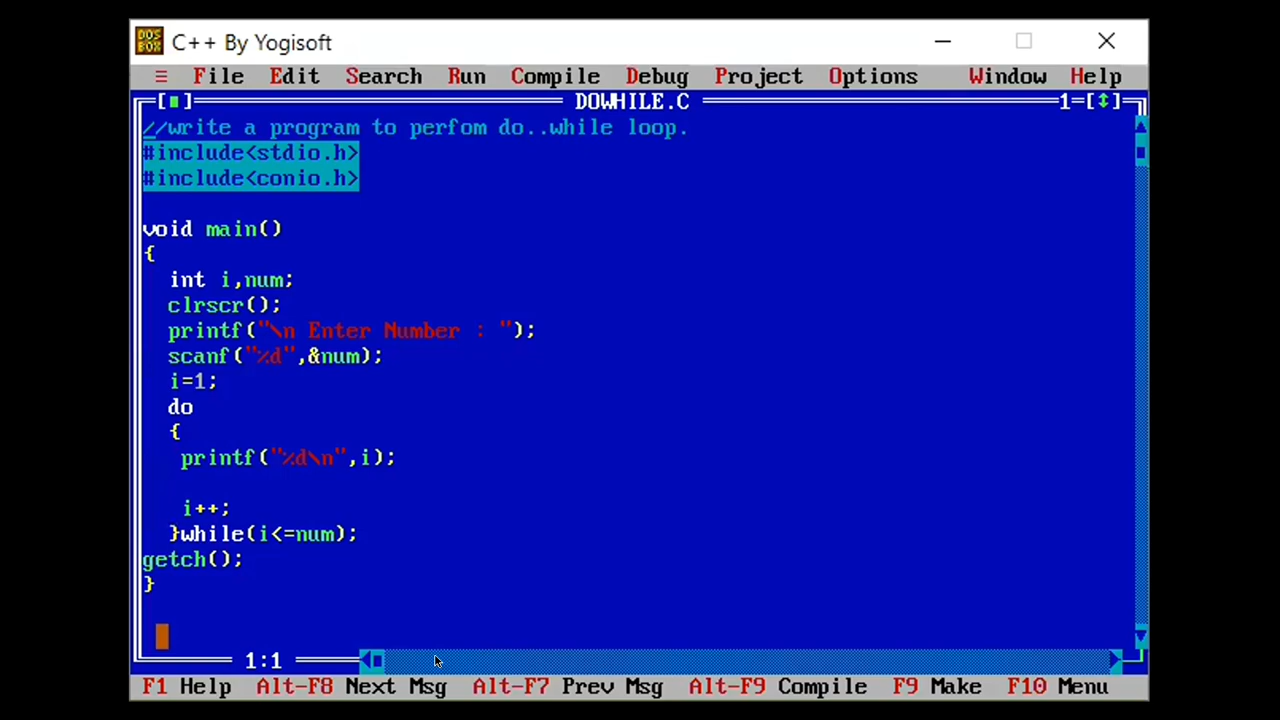 C++ By Yogisoft
≡ File Edit Search Run Compile Debug Project Options Window Help
[■] DOWHILE.C 1=[↕]
//write a program to perfom do..while loop.
#include<stdio.h>
#include<conio.h>
void main()
{
int i,num;
clrscr();
printf("\n Enter Number : ");
scanf("%d",&num);
i=1;
do
{
printf("%d\n",i);
i++;
}while(i<=num);
getch();
}
1:1
F1 Help Alt-F8 Next Msg Alt-F7 Prev Msg Alt-F9 Compile F9 Make F10 Menu